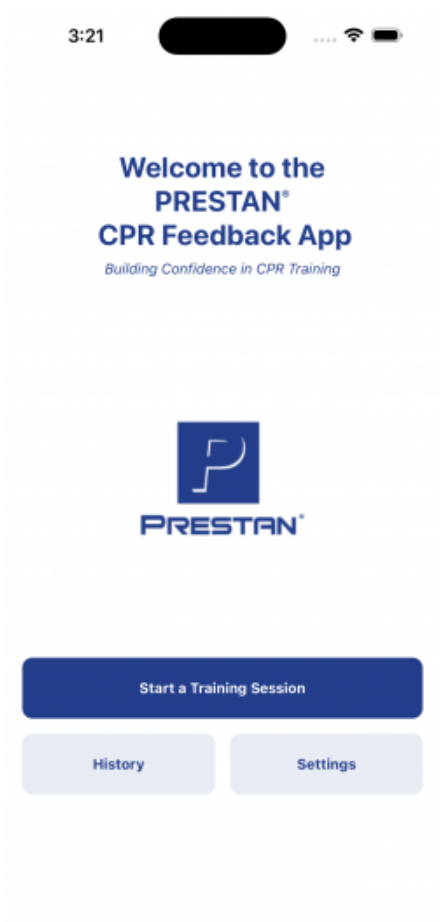 3:21
Welcome to the
PRESTAN®
CPR Feedback App
Building Confidence in CPR Training
P
PRESTAN®
Start a Training Session
History Settings